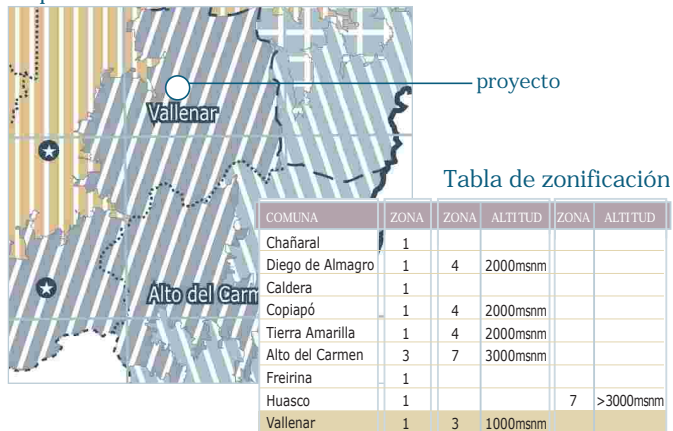 proyecto
Vallenar
Alto del Carm
Tabla de zonificación
COMUNA ZONA ZONA ALTITUD ZONA ALTITUD
Chañaral 1
Diego de Almagro 1 4 2000msnm
Caldera 1
Copiapó 1 4 2000msnm
Tierra Amarilla 1 4 2000msnm
Alto del Carmen 3 7 3000msnm
Freirina 1
Huasco 1 7 >3000msnm
Vallenar 1 3 1000msnm